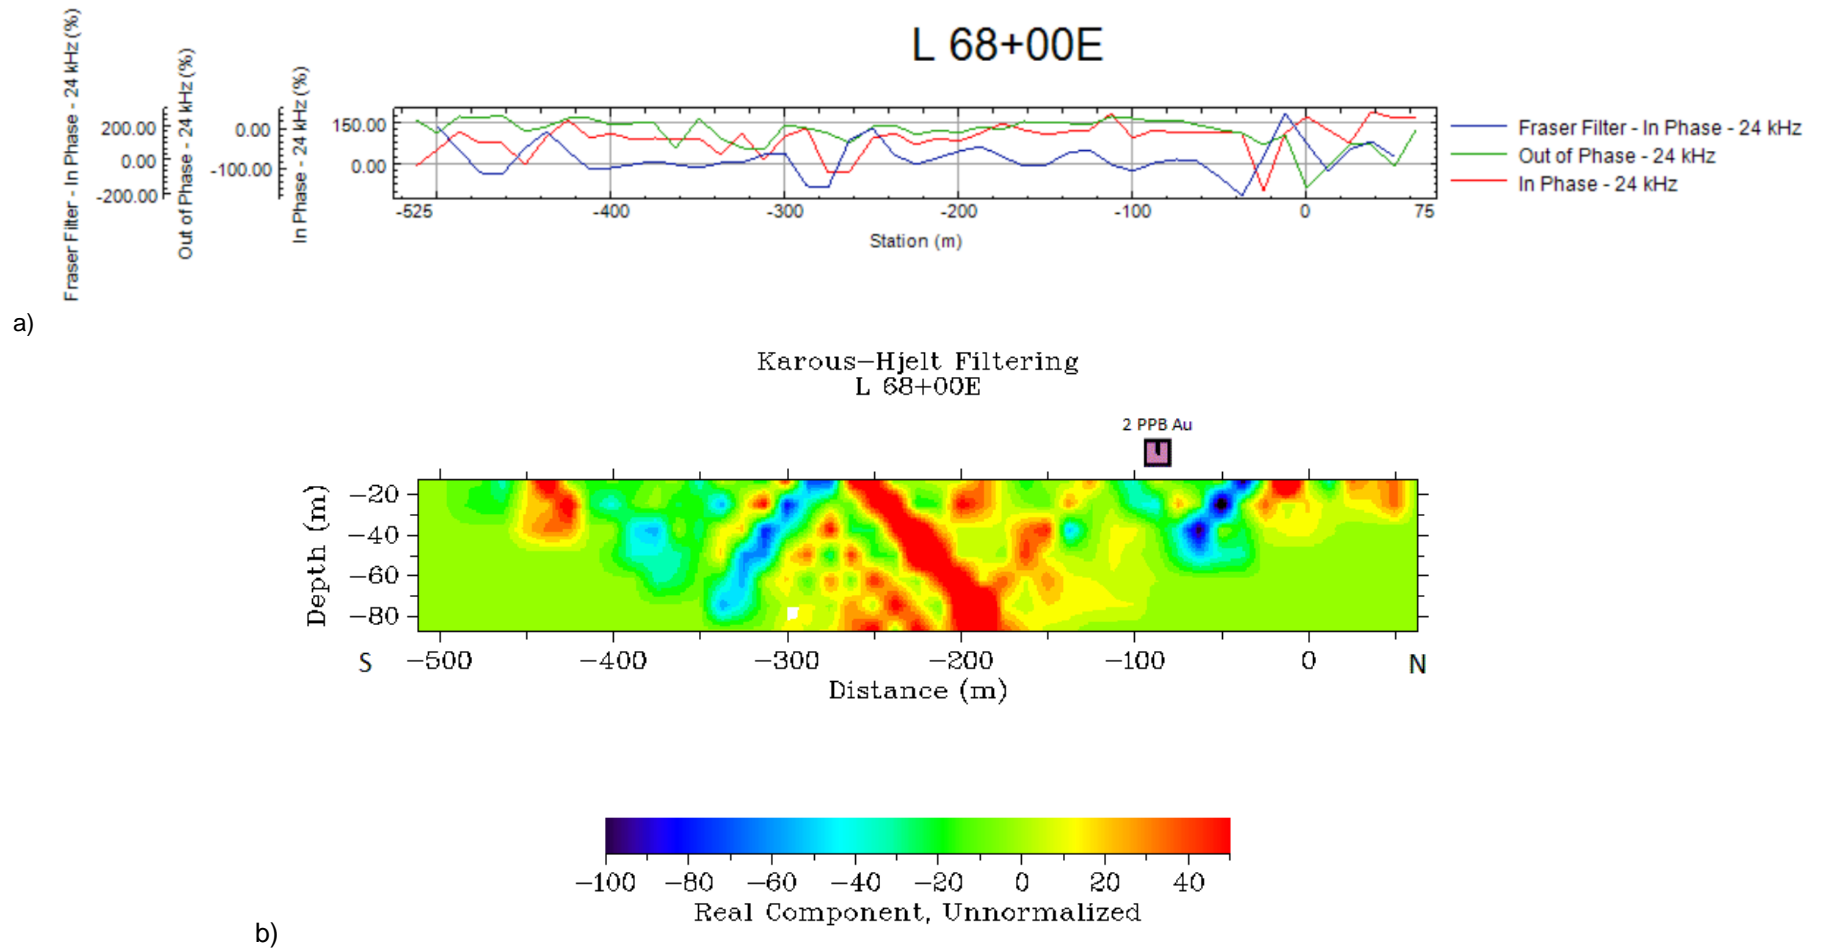 L 68+00E
Fraser Filter - In Phase - 24 kHz (%)
200.00
0.00
-200.00
Out of Phase - 24 kHz (%)
0.00
-100.00
In Phase - 24 kHz (%)
150.00
0.00
-525 -400 -300 -200 -100 0 75
Station (m)
Fraser Filter - In Phase - 24 kHz
Out of Phase - 24 kHz
In Phase - 24 kHz
a)
Karous-Hjelt Filtering
L 68+00E
2 PPB Au
Depth (m)
-20
-40
-60
-80
S -500 -400 -300 -200 -100 0 N
Distance (m)
-100 -80 -60 -40 -20 0 20 40
Real Component, Unnormalized
b)